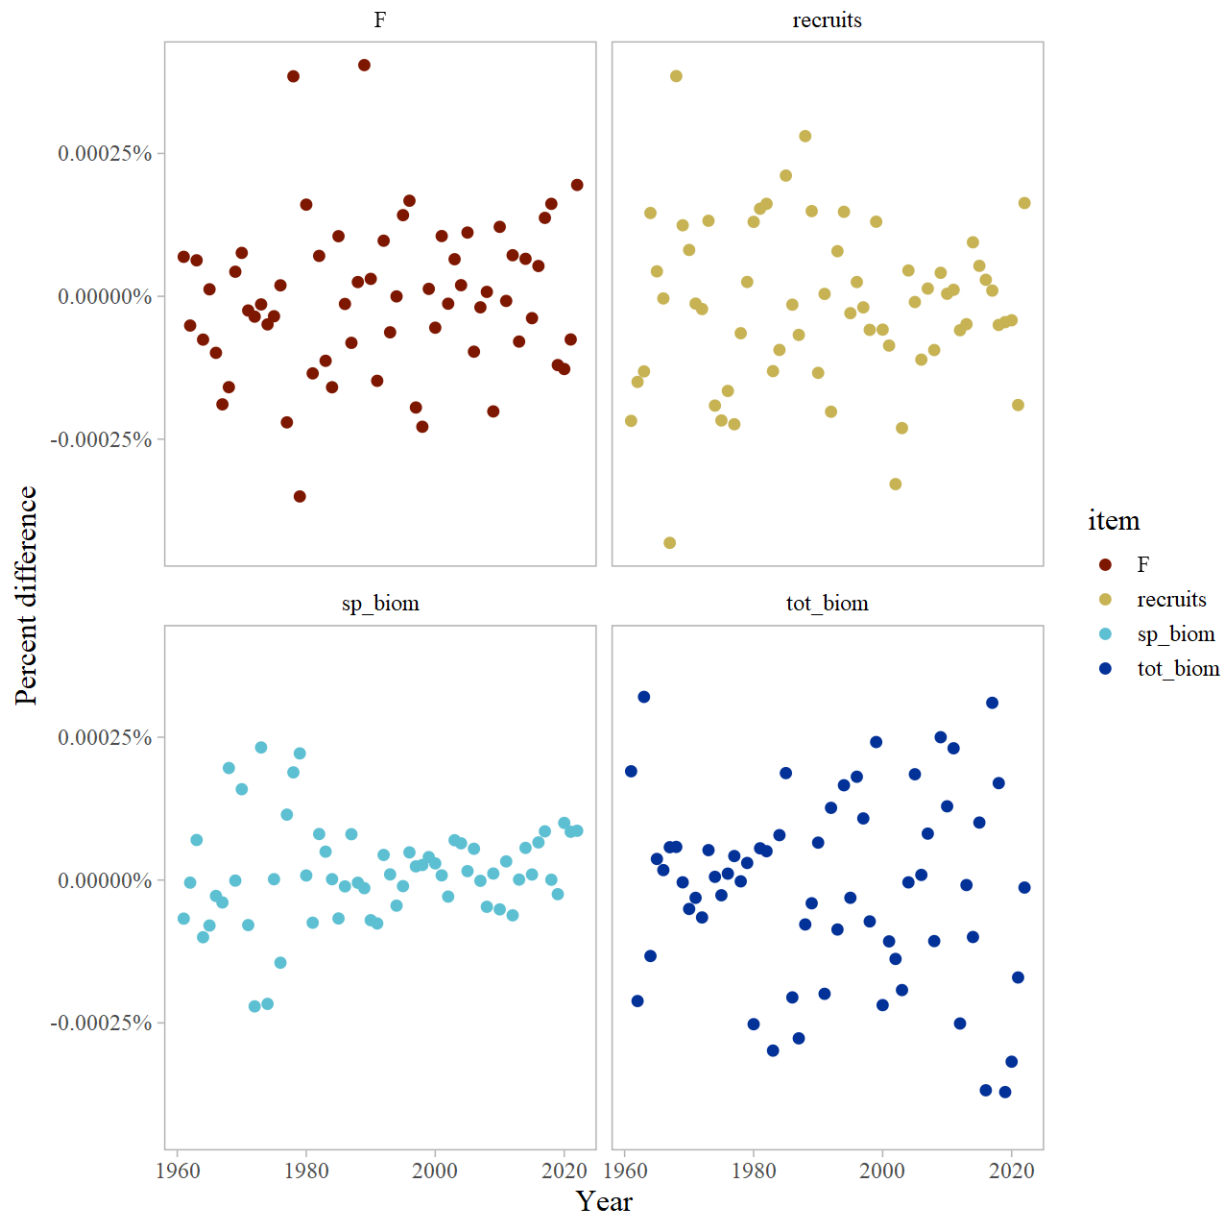 F
recruits
0.00025%
0.00000%
-0.00025%
sp_biom
tot_biom
0.00025%
0.00000%
-0.00025%
1960
1980
2000
2020
1960
1980
2000
2020
Year
Percent difference
item
F
recruits
sp_biom
tot_biom